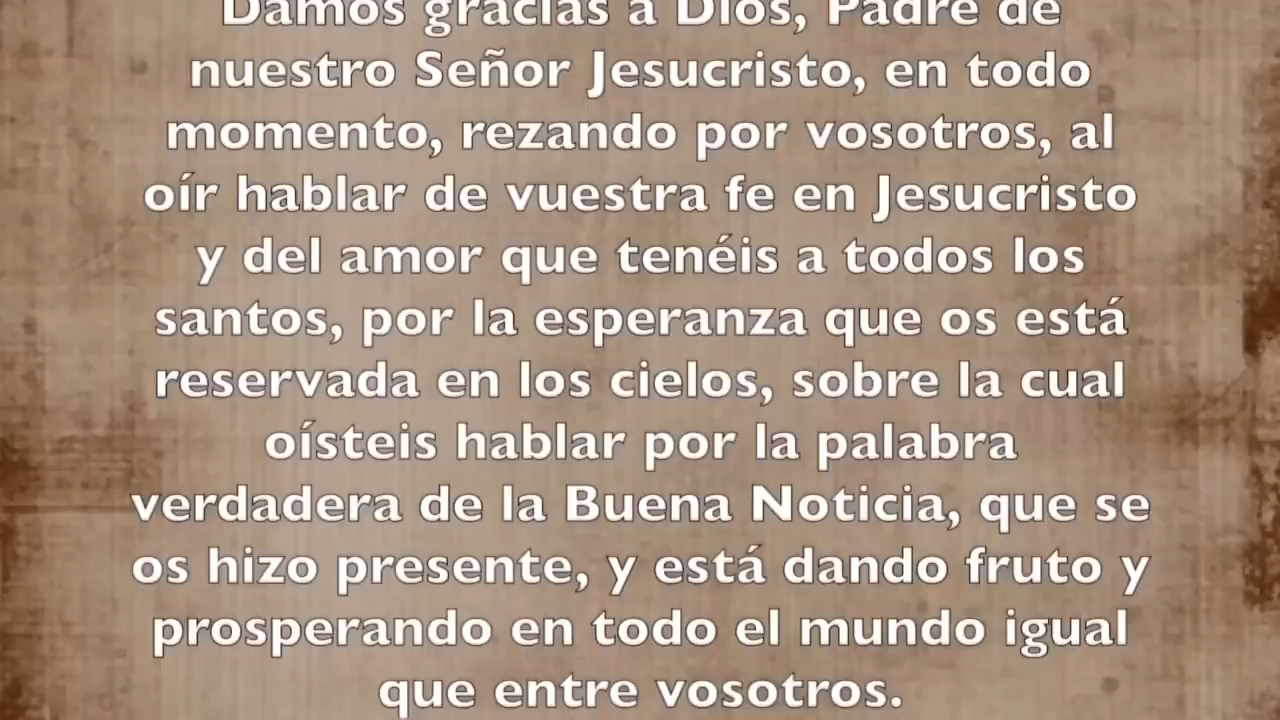 Damos gracias a Dios, Padre de
nuestro Señor Jesucristo, en todo
momento, rezando por vosotros, al
oír hablar de vuestra fe en Jesucristo
y del amor que tenéis a todos los
santos, por la esperanza que os está
reservada en los cielos, sobre la cual
oísteis hablar por la palabra
verdadera de la Buena Noticia, que se
os hizo presente, y está dando fruto y
prosperando en todo el mundo igual
que entre vosotros.